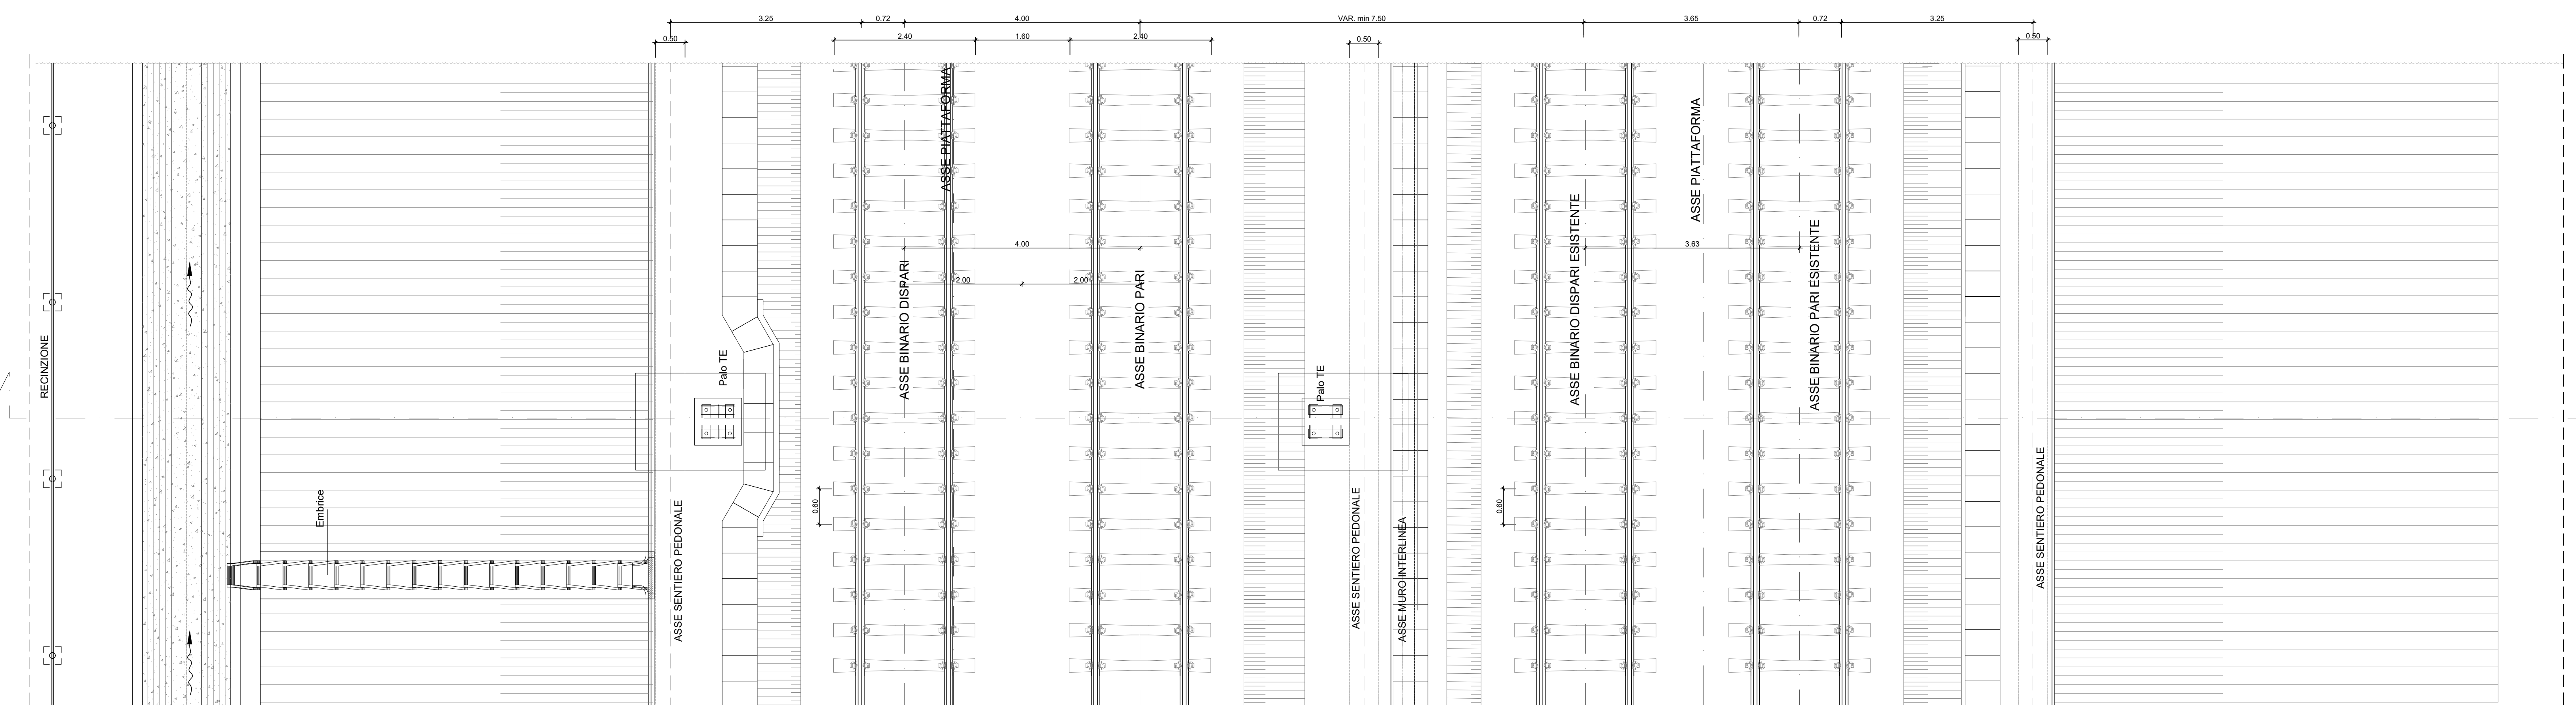 3.25
0.72
4.00
VAR. min 7.50
3.65
0.72
3.25
0.50
2.40
1.60
2.40
0.50
0.50
ASSE PIATTAFORMA
ASSE PIATTAFORMA
4.00
3.63
2.00
2.00
RECINZIONE
Palo TE
ASSE BINARIO DISPARI
ASSE BINARIO PARI
Palo TE
ASSE BINARIO DISPARI ESISTENTE
ASSE BINARIO PARI ESISTENTE
Embrice
ASSE SENTIERO PEDONALE
0.60
ASSE SENTIERO PEDONALE
ASSE MURO INTERLINEA
0.60
ASSE SENTIERO PEDONALE